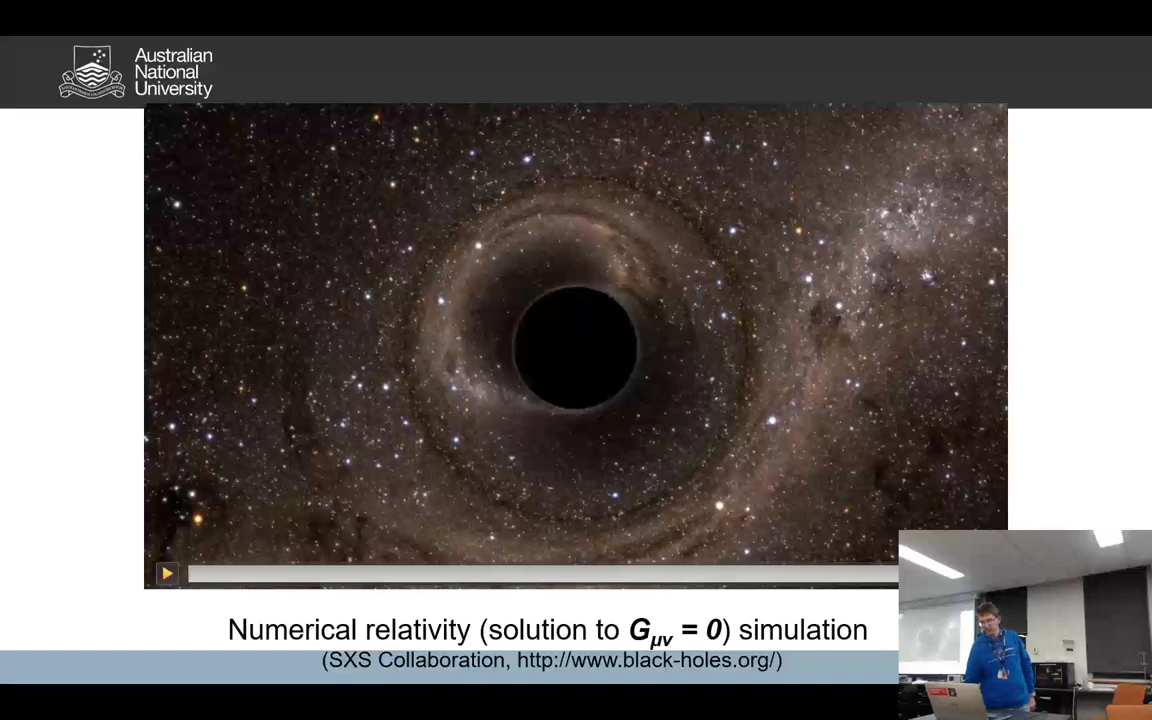 Australian
National
University
Numerical relativity (solution to Gμν = 0) simulation
(SXS Collaboration, http://www.black-holes.org/)